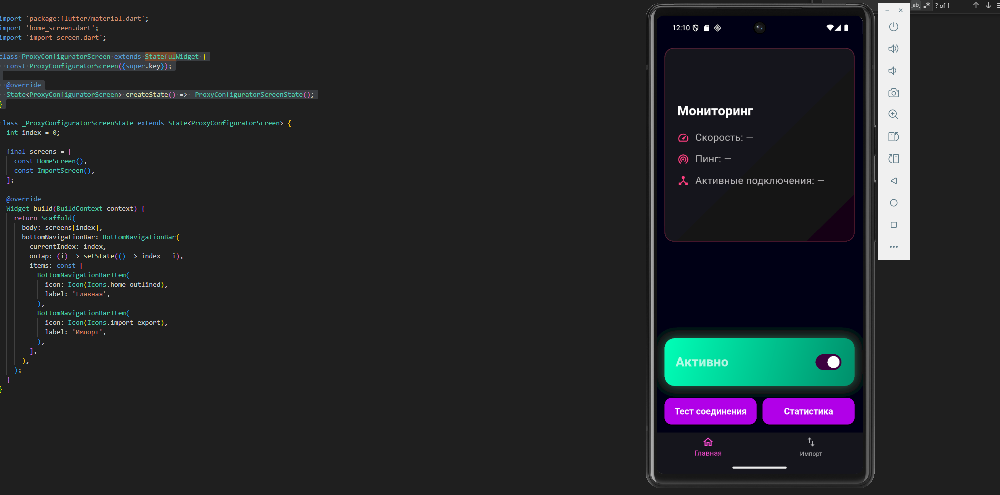 import 'package:flutter/material.dart';
import 'home_screen.dart';
import 'import_screen.dart';
class ProxyConfiguratorScreen extends StatefulWidget {
const ProxyConfiguratorScreen({super.key});
@override
State<ProxyConfiguratorScreen> createState() => _ProxyConfiguratorScreenState();
}
class _ProxyConfiguratorScreenState extends State<ProxyConfiguratorScreen> {
int index = 0;
final screens = [
const HomeScreen(),
const ImportScreen(),
];
@override
Widget build(BuildContext context) {
return Scaffold(
body: screens[index],
bottomNavigationBar: BottomNavigationBar(
currentIndex: index,
onTap: (i) => setState(() => index = i),
items: const [
BottomNavigationBarItem(
icon: Icon(Icons.home_outlined),
label: 'Главная',
),
BottomNavigationBarItem(
icon: Icon(Icons.import_export),
label: 'Импорт',
),
],
),
);
}
}
12:10
Мониторинг
Скорость: —
Пинг: —
Активные подключения: —
Активно
Тест соединения
Статистика
Главная
Импорт
ab
.*
? of 1